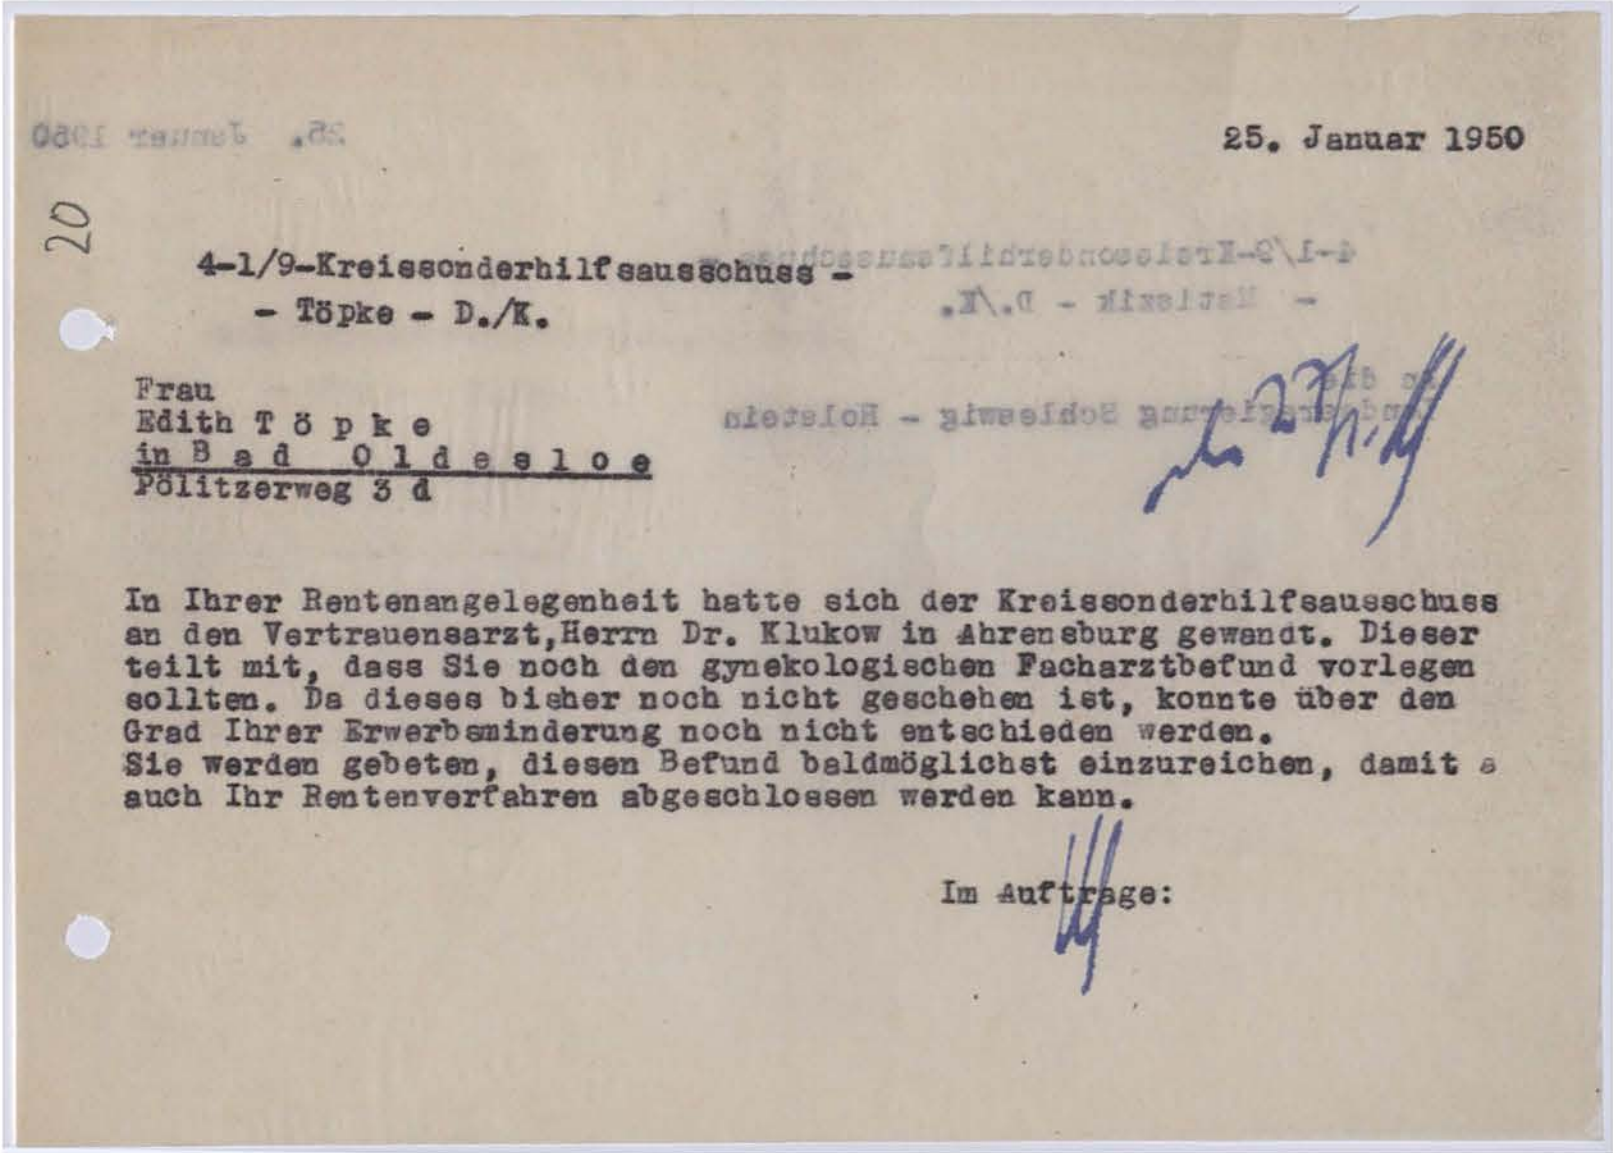 25. Januar 1950
20
4-1/9-Kreissonderhilfsausschuss -
- Töpke - D./K.
Frau
Edith T ö p k e
in B a d   O l d e s l o e
Pölitzerweg 3 d
In Ihrer Rentenangelegenheit hatte sich der Kreissonderhilfsausschuss
an den Vertrauensarzt,Herrn Dr. Klukow in Ahrensburg gewandt. Dieser
teilt mit, dass Sie noch den gynekologischen Facharztbefund vorlegen
sollten. Da dieses bisher noch nicht geschehen ist, konnte über den
Grad Ihrer Erwerbsminderung noch nicht entschieden werden.
Sie werden gebeten, diesen Befund baldmöglichst einzureichen, damit s
auch Ihr Rentenverfahren abgeschlossen werden kann.
Im Auftrage: